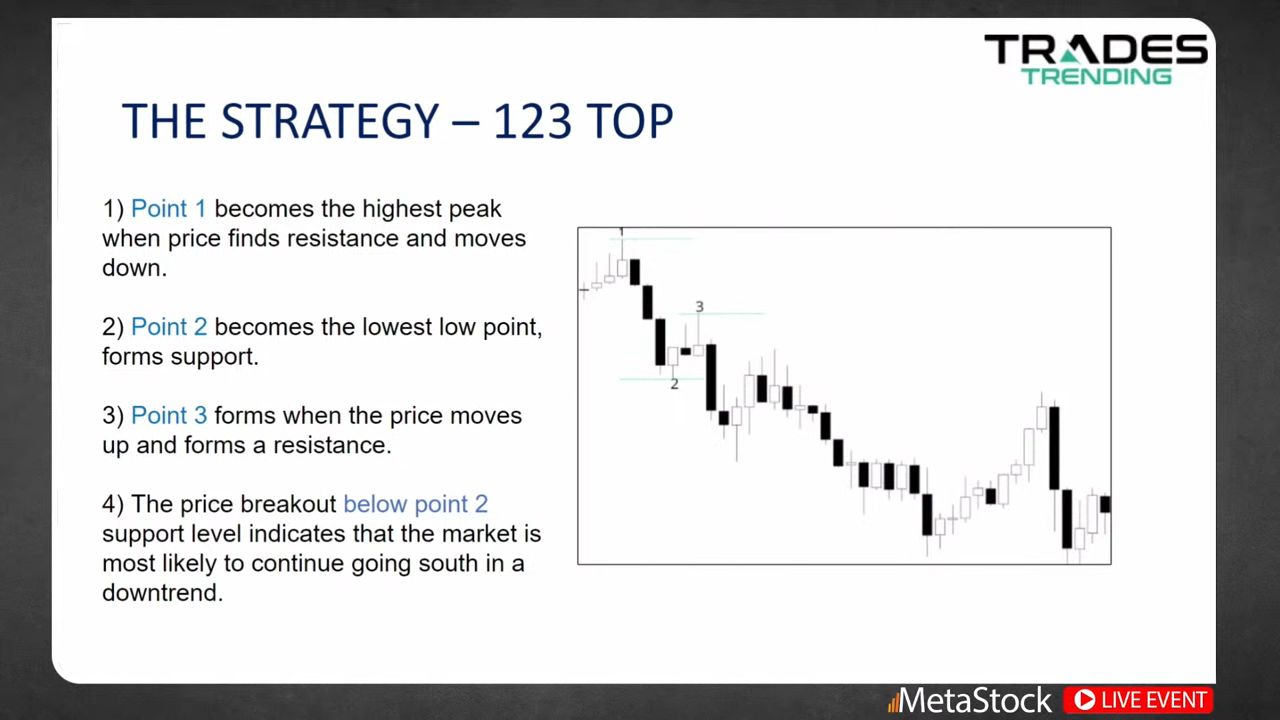 TRADES
TRENDING
THE STRATEGY – 123 TOP
1) Point 1 becomes the highest peak
when price finds resistance and moves
down.
2) Point 2 becomes the lowest low point,
forms support.
3) Point 3 forms when the price moves
up and forms a resistance.
4) The price breakout below point 2
support level indicates that the market is
most likely to continue going south in a
downtrend.
1
3
2
MetaStock LIVE EVENT